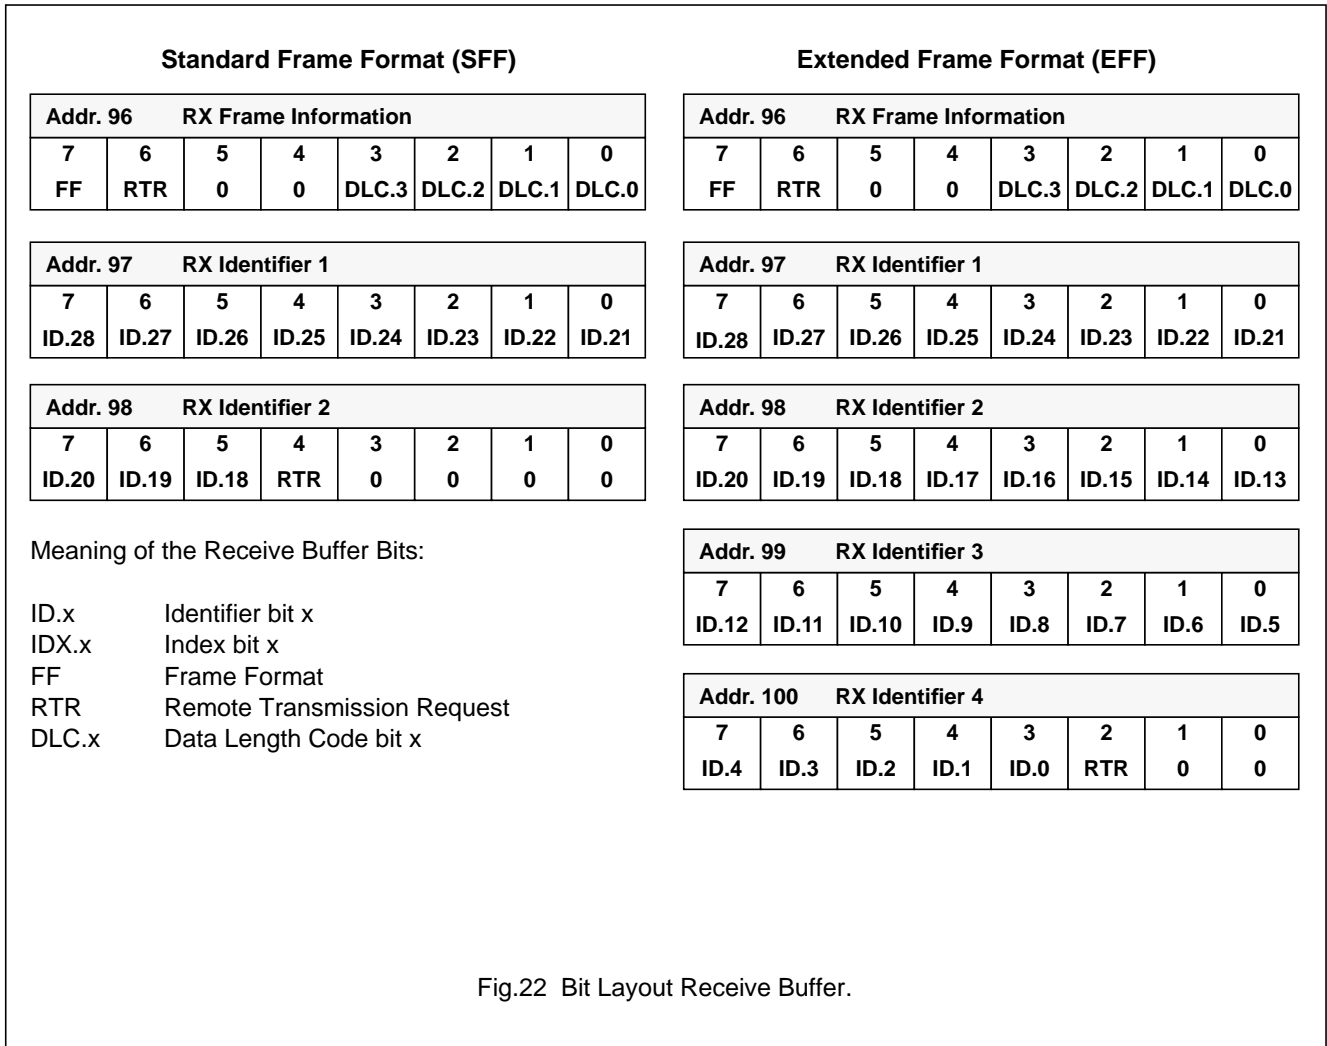 Standard Frame Format (SFF)
Addr. 96 RX Frame Information
7 6 5 4 3 2 1 0
FF RTR 0 0 DLC.3 DLC.2 DLC.1 DLC.0
Addr. 97 RX Identifier 1
7 6 5 4 3 2 1 0
ID.28 ID.27 ID.26 ID.25 ID.24 ID.23 ID.22 ID.21
Addr. 98 RX Identifier 2
7 6 5 4 3 2 1 0
ID.20 ID.19 ID.18 RTR 0 0 0 0
Meaning of the Receive Buffer Bits:
ID.x Identifier bit x
IDX.x Index bit x
FF Frame Format
RTR Remote Transmission Request
DLC.x Data Length Code bit x
Extended Frame Format (EFF)
Addr. 96 RX Frame Information
7 6 5 4 3 2 1 0
FF RTR 0 0 DLC.3 DLC.2 DLC.1 DLC.0
Addr. 97 RX Identifier 1
7 6 5 4 3 2 1 0
ID.28 ID.27 ID.26 ID.25 ID.24 ID.23 ID.22 ID.21
Addr. 98 RX Identifier 2
7 6 5 4 3 2 1 0
ID.20 ID.19 ID.18 ID.17 ID.16 ID.15 ID.14 ID.13
Addr. 99 RX Identifier 3
7 6 5 4 3 2 1 0
ID.12 ID.11 ID.10 ID.9 ID.8 ID.7 ID.6 ID.5
Addr. 100 RX Identifier 4
7 6 5 4 3 2 1 0
ID.4 ID.3 ID.2 ID.1 ID.0 RTR 0 0
Fig.22 Bit Layout Receive Buffer.